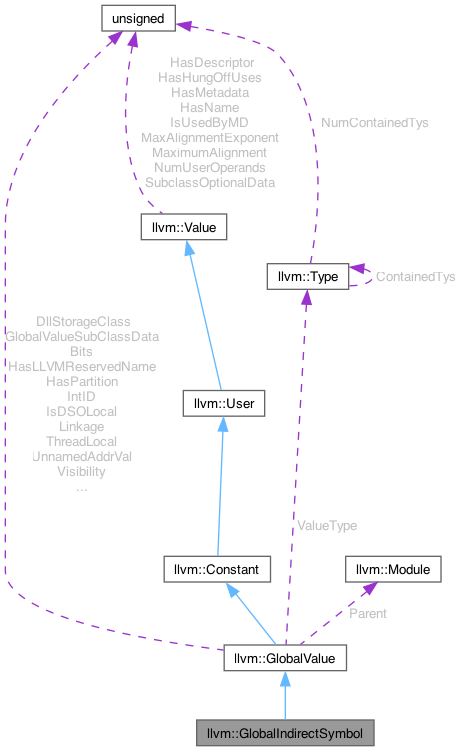 unsigned
HasDescriptor
HasHungOffUses
HasMetadata
HasName
IsUsedByMD
MaxAlignmentExponent
MaximumAlignment
NumUserOperands
SubclassOptionalData
NumContainedTys
llvm::Value
llvm::Type
ContainedTys
DllStorageClass
GlobalValueSubClassData
Bits
HasLLVMReservedName
HasPartition
IntID
IsDSOLocal
Linkage
ThreadLocal
UnnamedAddrVal
Visibility
...
llvm::User
ValueType
llvm::Constant
llvm::Module
Parent
llvm::GlobalValue
llvm::GlobalIndirectSymbol